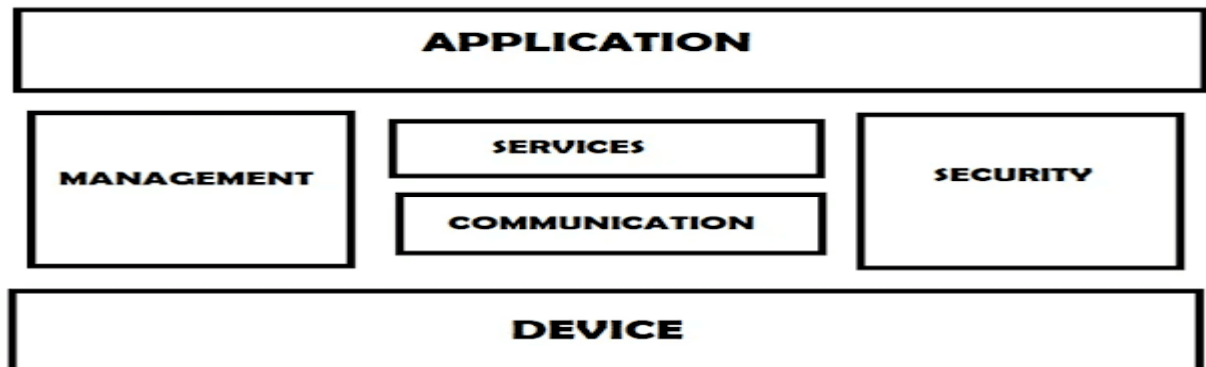 APPLICATION
MANAGEMENT
SERVICES
COMMUNICATION
SECURITY
DEVICE